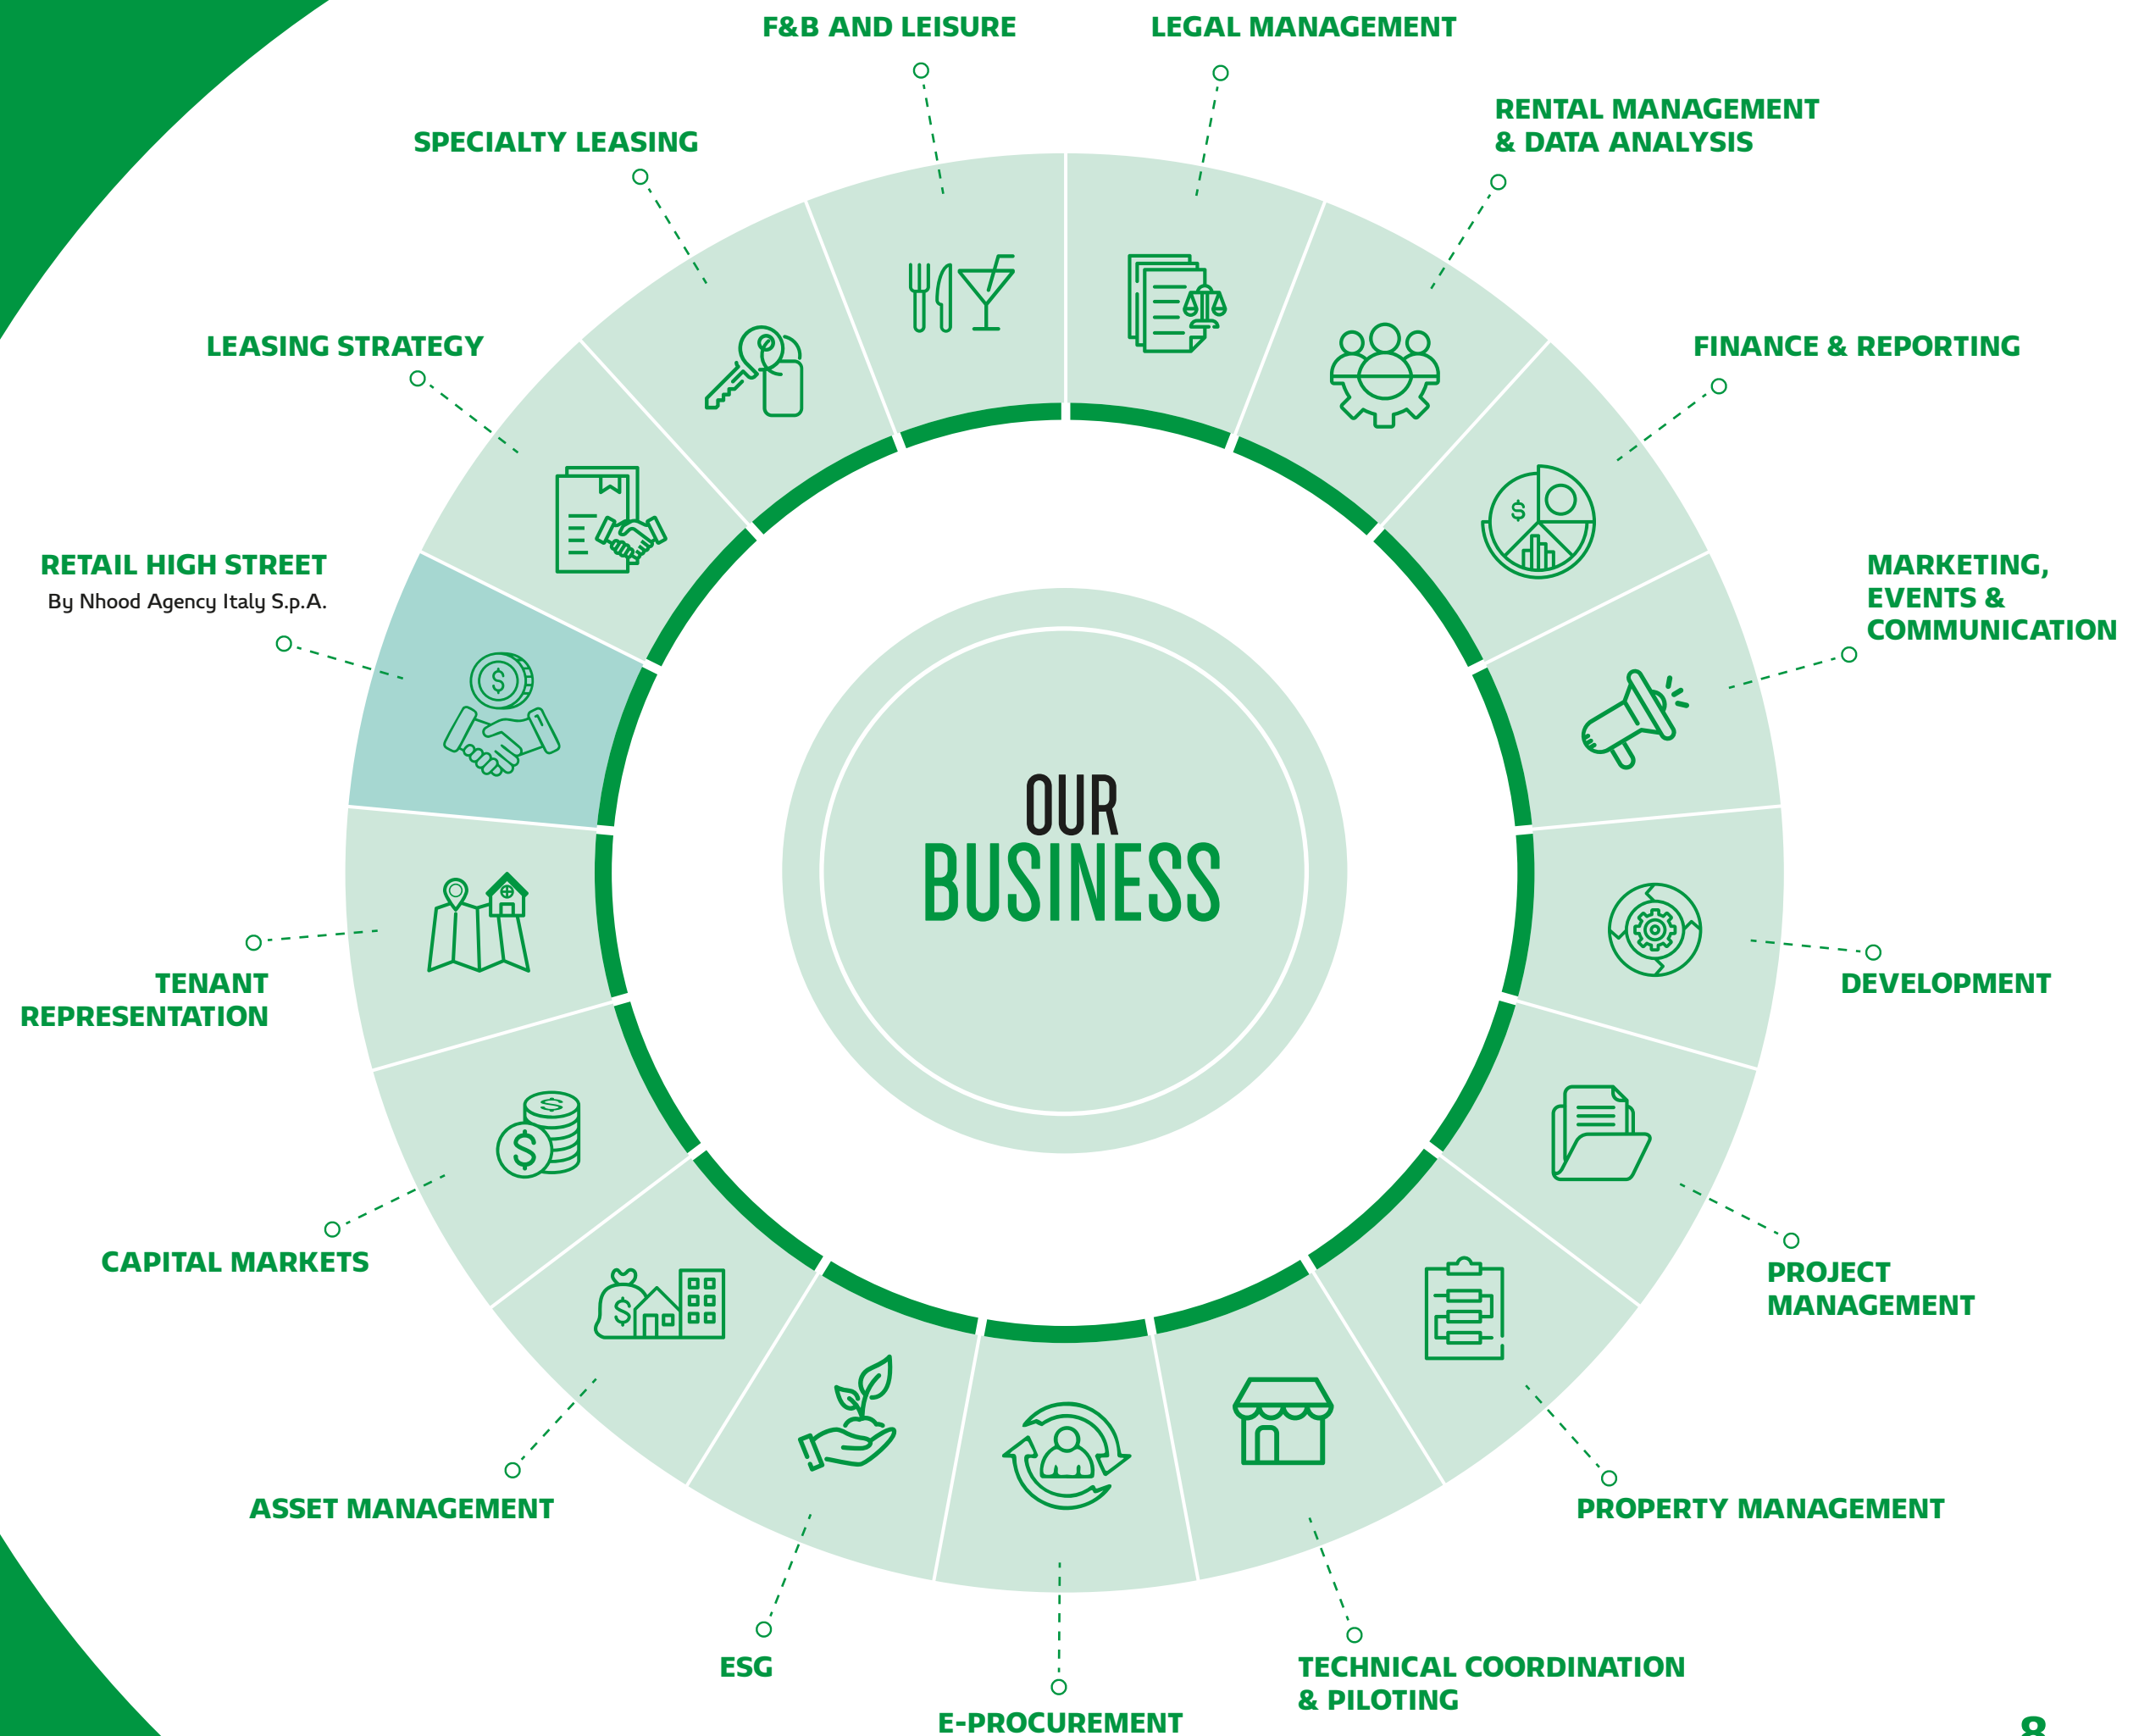 F&B AND LEISURE
LEGAL MANAGEMENT
RENTAL MANAGEMENT
& DATA ANALYSIS
SPECIALTY LEASING
LEASING STRATEGY
FINANCE & REPORTING
RETAIL HIGH STREET
By Nhood Agency Italy S.p.A.
MARKETING,
EVENTS &
COMMUNICATION
OUR
BUSINESS
TENANT
REPRESENTATION
DEVELOPMENT
CAPITAL MARKETS
PROJECT
MANAGEMENT
ASSET MANAGEMENT
PROPERTY MANAGEMENT
ESG
TECHNICAL COORDINATION
& PILOTING
E-PROCUREMENT
8